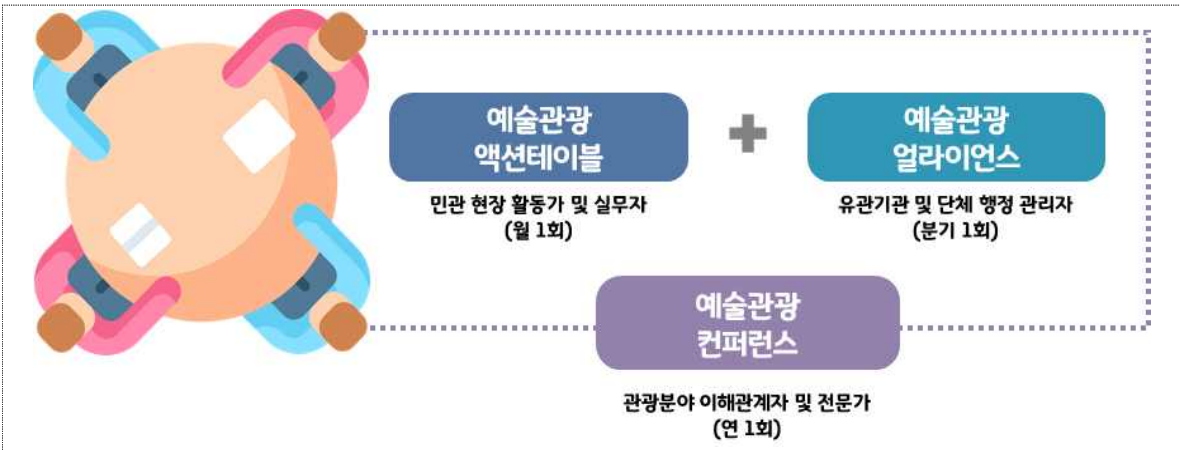 예술관광
액션테이블
민관 현장 활동가 및 실무자
(월 1회)
예술관광
얼라이언스
유관기관 및 단체 행정 관리자
(분기 1회)
예술관광
컨퍼런스
관광분야 이해관계자 및 전문가
(연 1회)